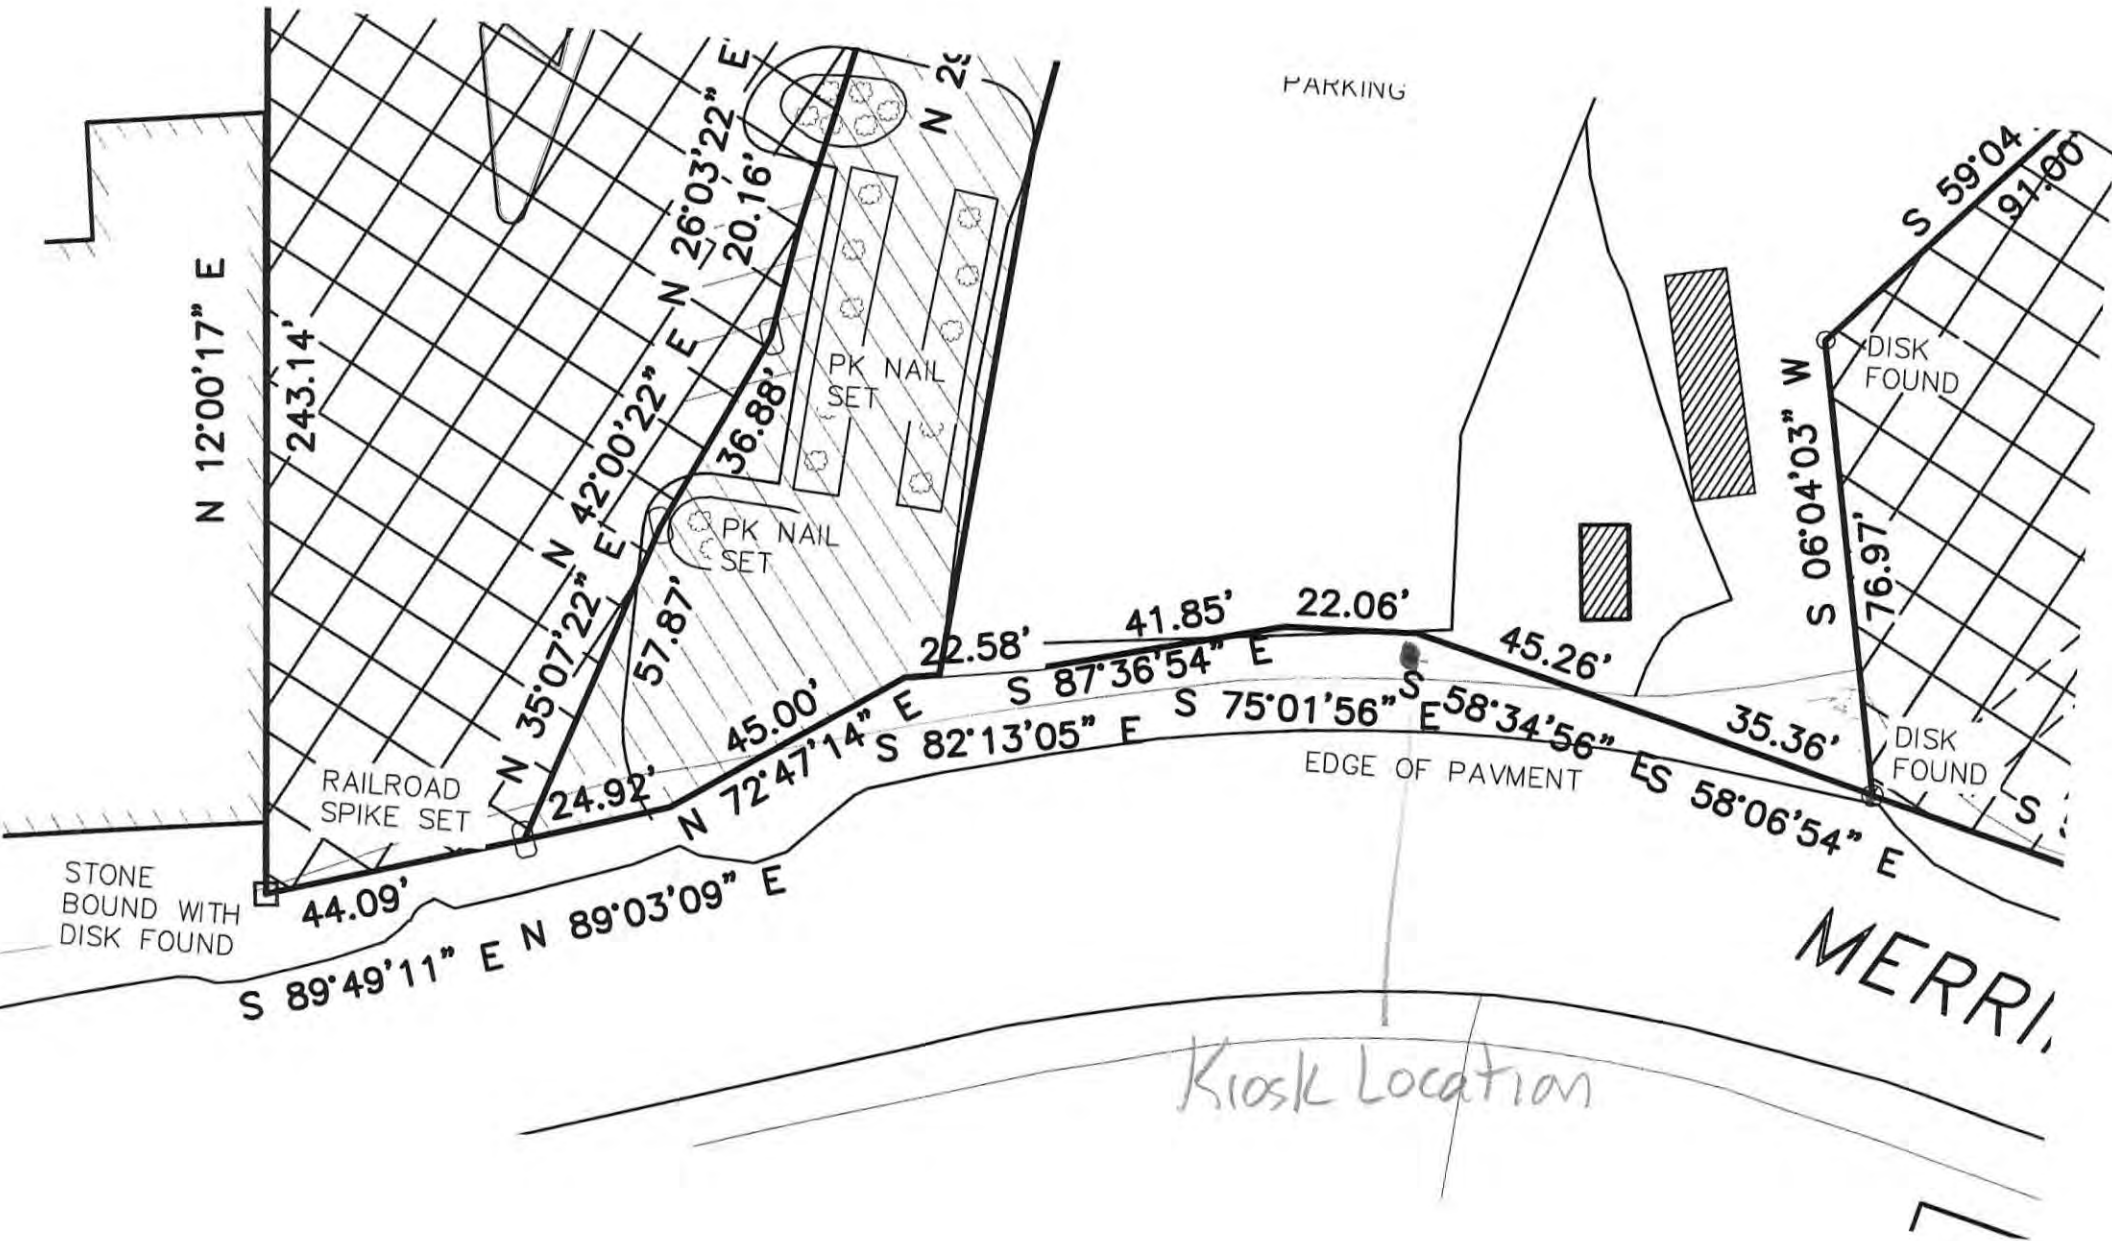 PARKING
N 29
N 26°03'22" E
20.16'
S 59°04
91.00'
N 12°00'17" E
243.14'
N 42°00'22" E
36.88'
PK NAIL
SET
DISK
FOUND
S 06°04'03" W
76.97'
PK NAIL
SET
N 35°07'22" E
57.87'
22.58'
41.85'
22.06'
45.26'
S 87°36'54" E
S 75°01'56" E
S 58°34'56" E
35.36'
DISK
FOUND
45.00'
N 72°47'14" E
S 82°13'05" E
EDGE OF PAVMENT
S 58°06'54" E
S
RAILROAD
SPIKE SET
24.92'
STONE
BOUND WITH
DISK FOUND
44.09'
S 89°49'11" E
N 89°03'09" E
MERRI
Kiosk Location